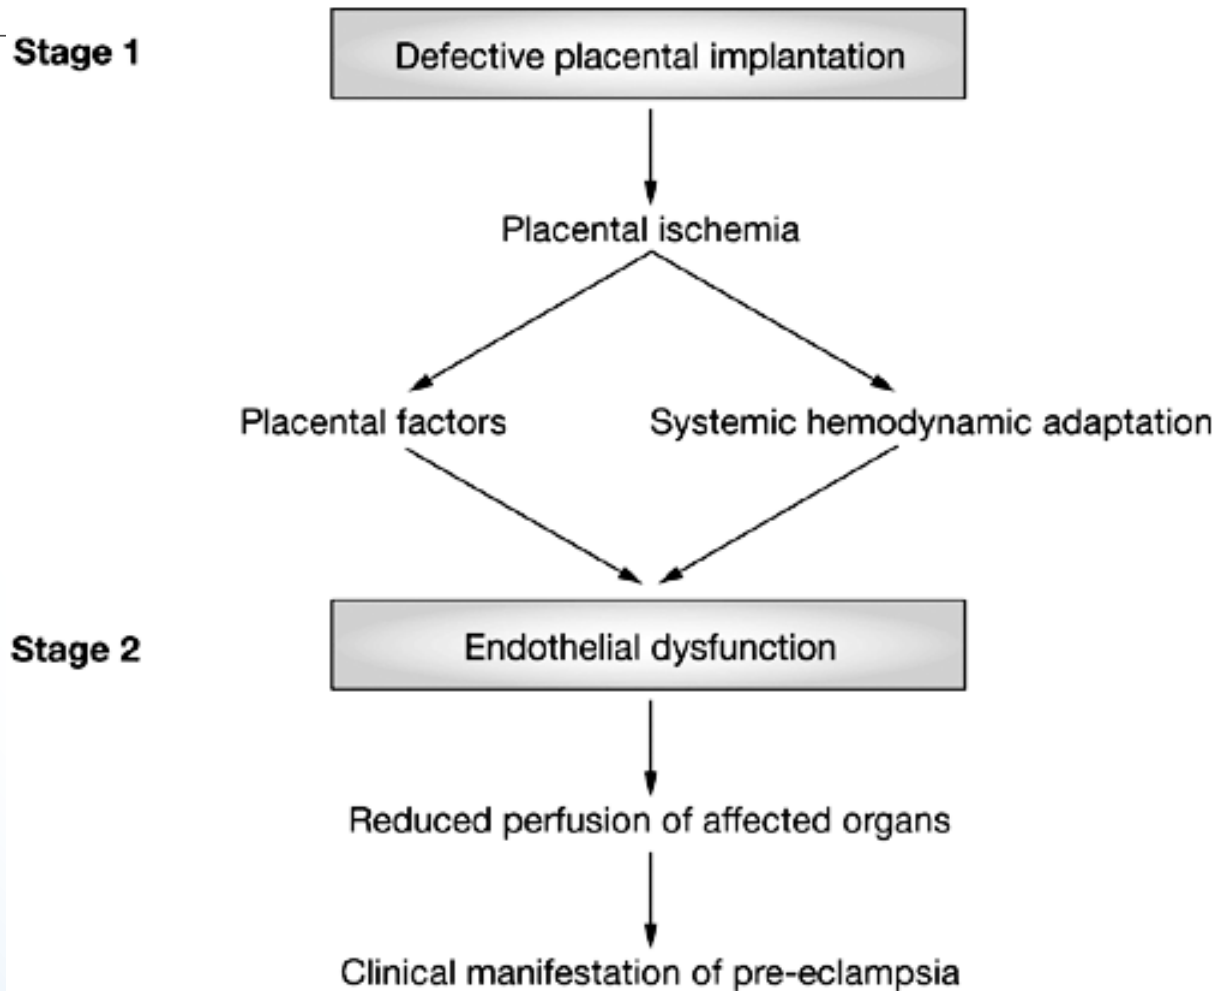 Stage 1
Defective placental implantation
Placental ischemia
Placental factors
Systemic hemodynamic adaptation
Stage 2
Endothelial dysfunction
Reduced perfusion of affected organs
Clinical manifestation of pre-eclampsia